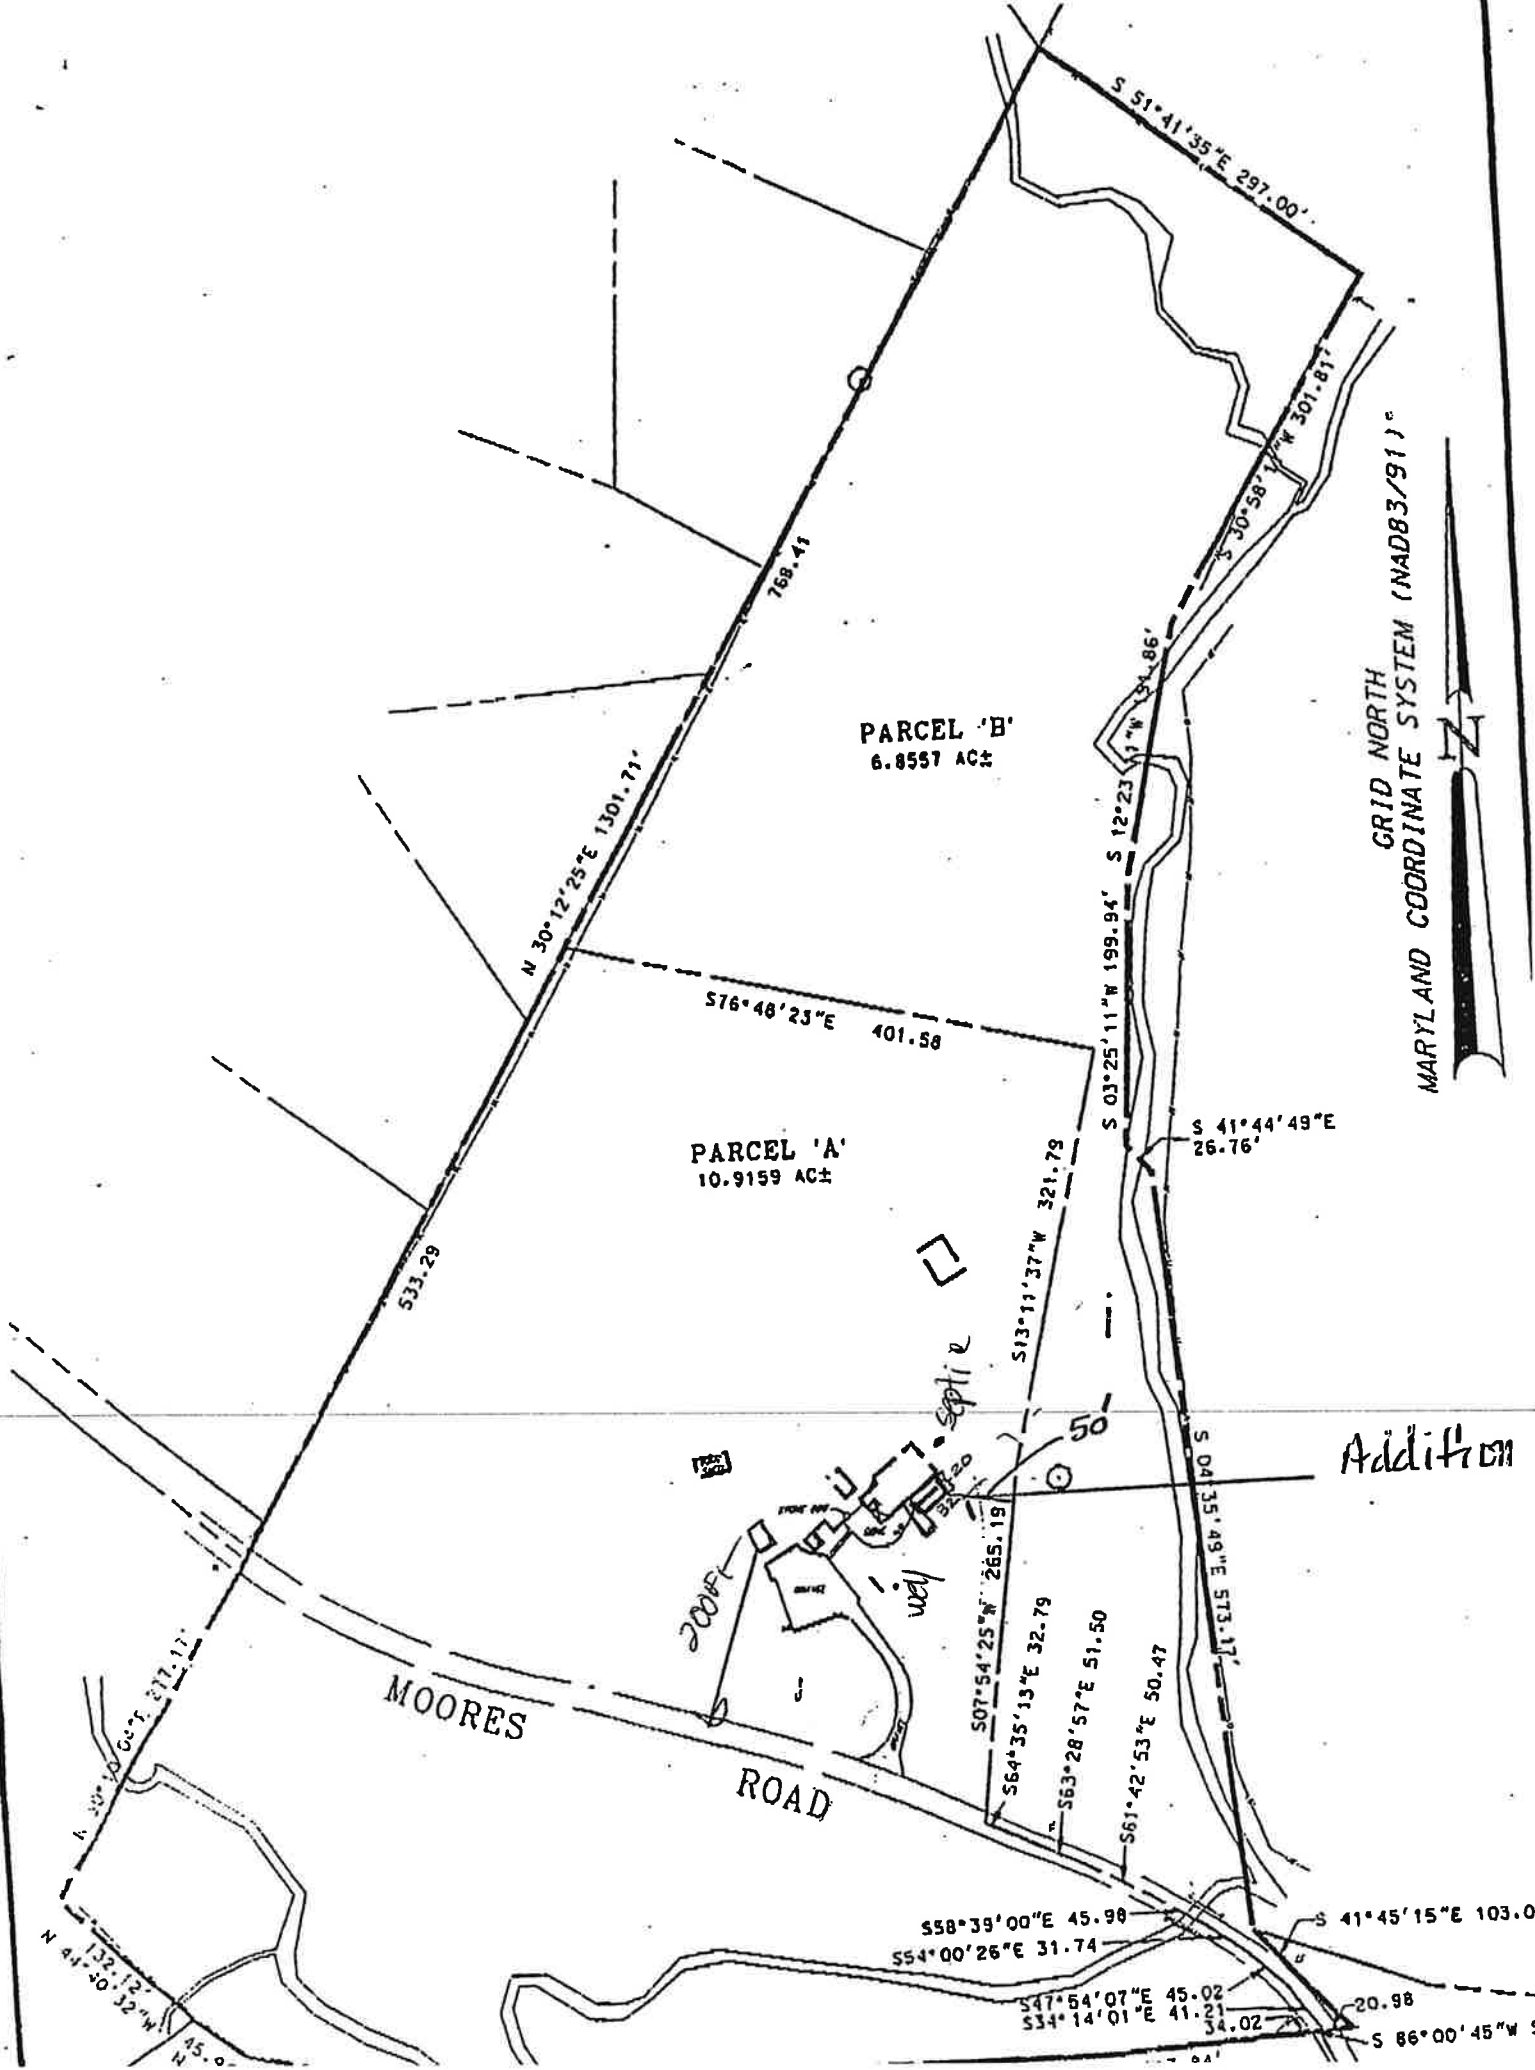 S 51°41'35"E 297.00'
S 30°58'1 "W 301.81'
768.41
GRID NORTH
MARYLAND COORDINATE SYSTEM (NAD83/91)
N
PARCEL 'B'
6.8557 AC±
N 30°12'25"E 1301.71'
S 03°25'11"W 199.94'
S76°48'23"E 401.58
S 41°44'49"E
26.76'
PARCEL 'A'
10.9159 AC±
S13°11'37"W 321.79
533.29
septic
50
Addition
20
32
S 04°35'49"E 573.17'
200Ft
well
S07°54'25"W 265.19
S64°35'13"E 32.79
S63°28'57"E 51.50
S61°42'53"E 50.47
277.17'
MOORES
ROAD
S58°39'00"E 45.98
S54°00'26"E 31.74
S 41°45'15"E 103.0
132.12'
N 44°40'32"W
S47°54'07"E 45.02
S34°14'01"E 41.21
34.02
20.98
S 86°00'45"W